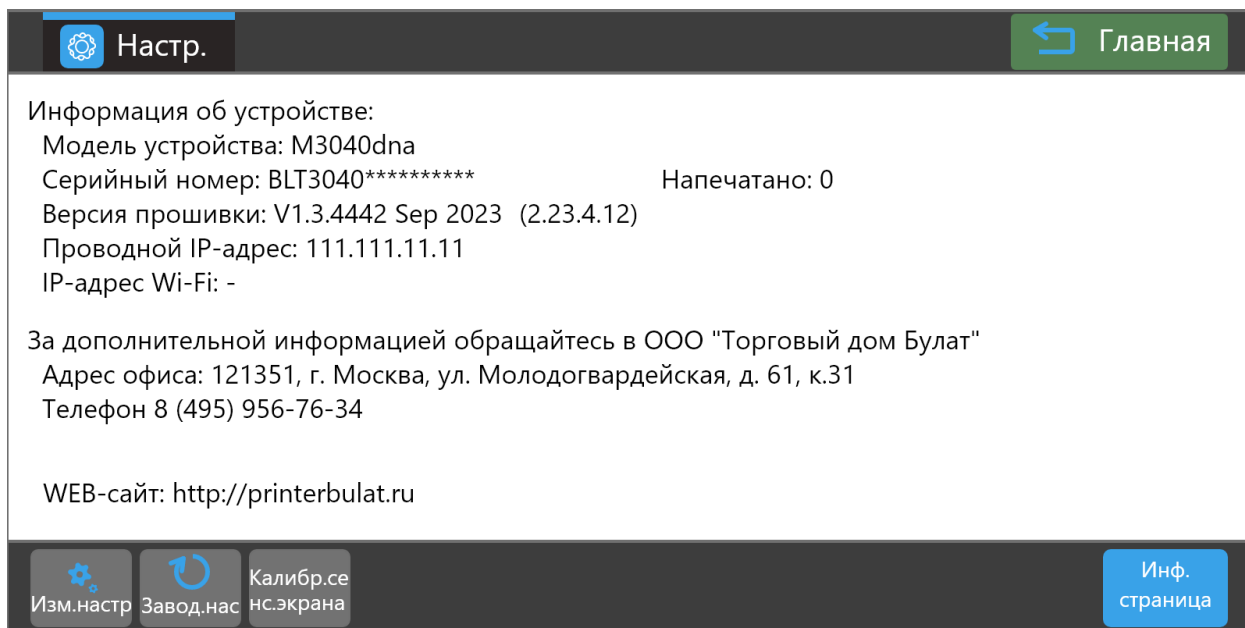 Настр.
Главная
Информация об устройстве:
Модель устройства: M3040dna
Серийный номер: BLT3040********** Напечатано: 0
Версия прошивки: V1.3.4442 Sep 2023 (2.23.4.12)
Проводной IP-адрес: 111.111.11.11
IP-адрес Wi-Fi: -
За дополнительной информацией обращайтесь в ООО "Торговый дом Булат"
Адрес офиса: 121351, г. Москва, ул. Молодогвардейская, д. 61, к.31
Телефон 8 (495) 956-76-34
WEB-сайт: http://printerbulat.ru
Изм.настр
Завод.нас
Калибр.се
нс.экрана
Инф.
страница